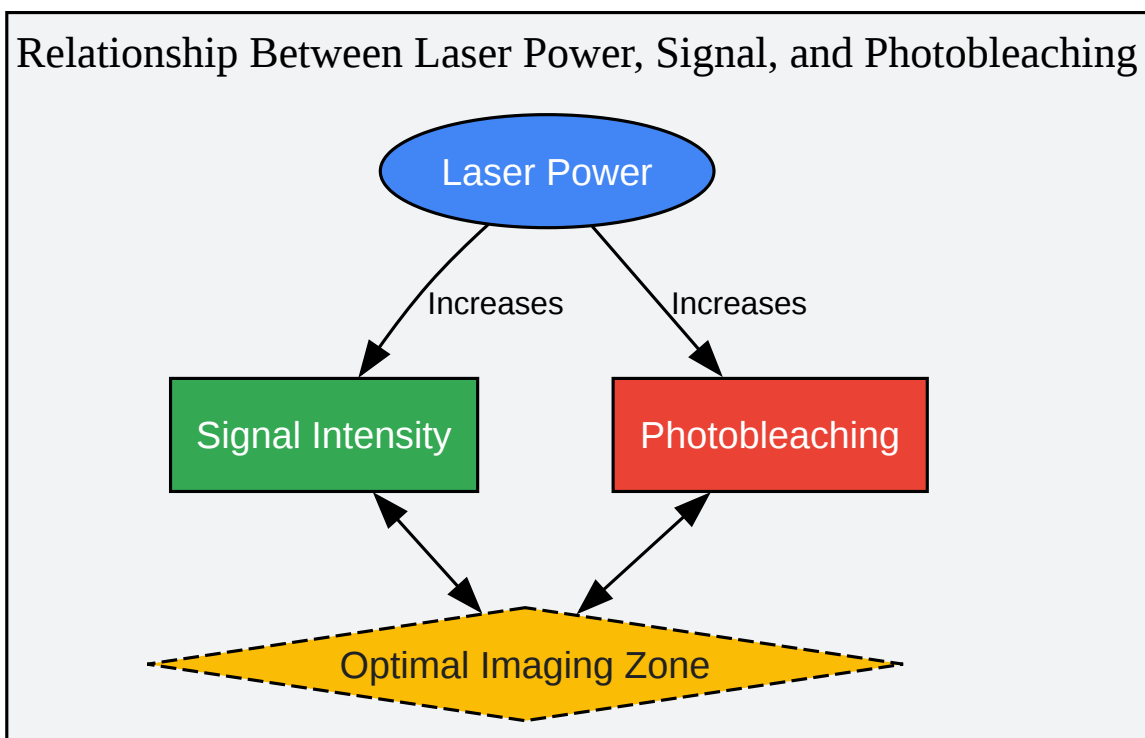 Relationship Between Laser Power, Signal, and Photobleaching
Laser Power
Increases
Increases
Signal Intensity
Photobleaching
Optimal Imaging Zone